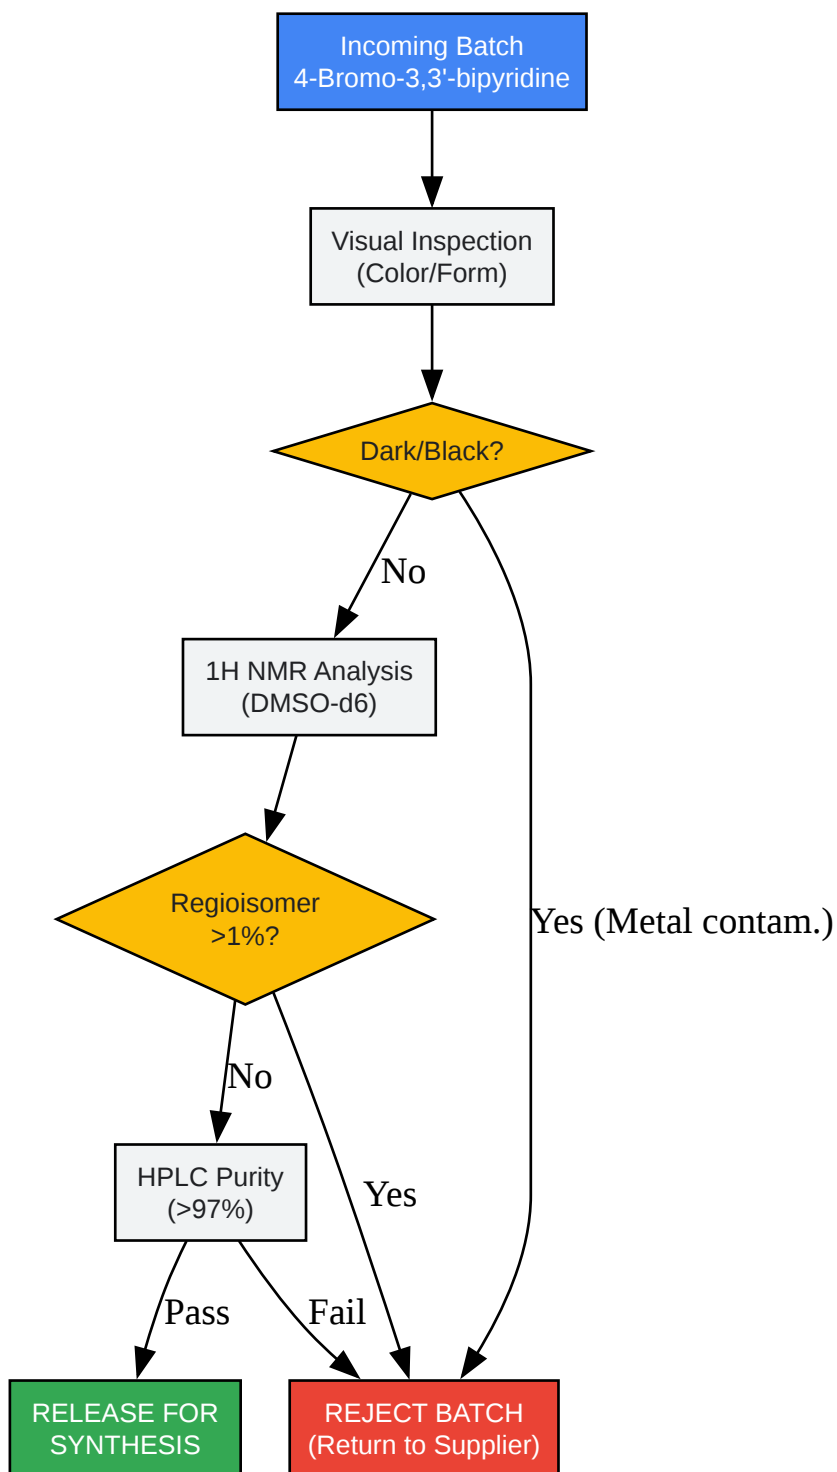 Incoming Batch
4-Bromo-3,3'-bipyridine
Visual Inspection
(Color/Form)
Dark/Black?
No
1H NMR Analysis
(DMSO-d6)
Regioisomer
>1%?
Yes (Metal contam.)
No
HPLC Purity
(>97%)
Yes
Pass
Fail
RELEASE FOR
SYNTHESIS
REJECT BATCH
(Return to Supplier)